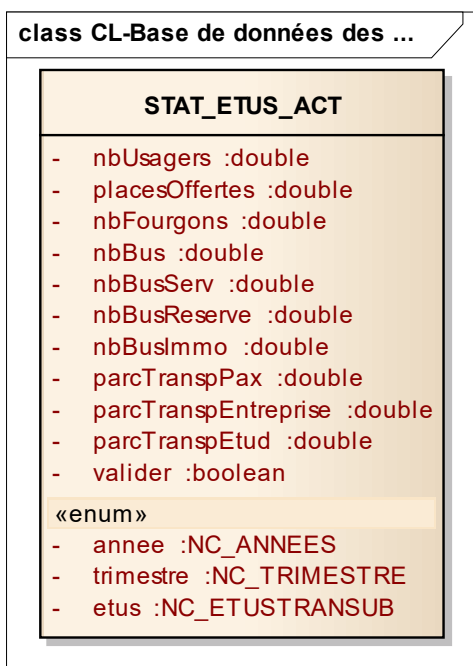 class CL-Base de données des ...
STAT_ETUS_ACT
- nbUsagers :double
- placesOffertes :double
- nbFourgons :double
- nbBus :double
- nbBusServ :double
- nbBusReserve :double
- nbBusImmo :double
- parcTranspPax :double
- parcTranspEntreprise :double
- parcTranspEtud :double
- valider :boolean
«enum»
- annee :NC_ANNEES
- trimestre :NC_TRIMESTRE
- etus :NC_ETUSTRANSUB